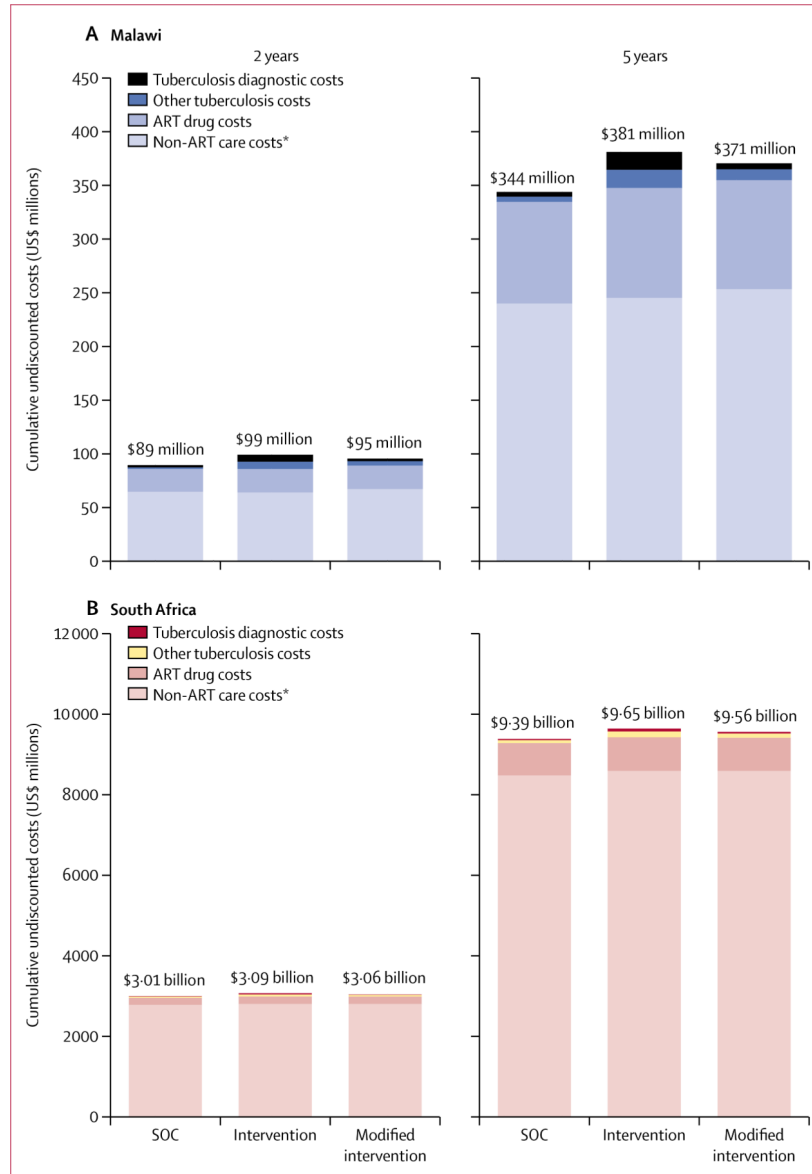 A Malawi
2 years
5 years
Cumulative undiscounted costs (US$ millions)
450
400
350
300
250
200
150
100
50
0
Tuberculosis diagnostic costs
Other tuberculosis costs
ART drug costs
Non-ART care costs*
$89 million
$99 million
$95 million
$344 million
$381 million
$371 million
B South Africa
Cumulative undiscounted costs (US$ millions)
12 000
10 000
8000
6000
4000
2000
0
Tuberculosis diagnostic costs
Other tuberculosis costs
ART drug costs
Non-ART care costs*
$3·01 billion
$3·09 billion
$3·06 billion
$9·39 billion
$9·65 billion
$9·56 billion
SOC
Intervention
Modified
intervention
SOC
Intervention
Modified
intervention